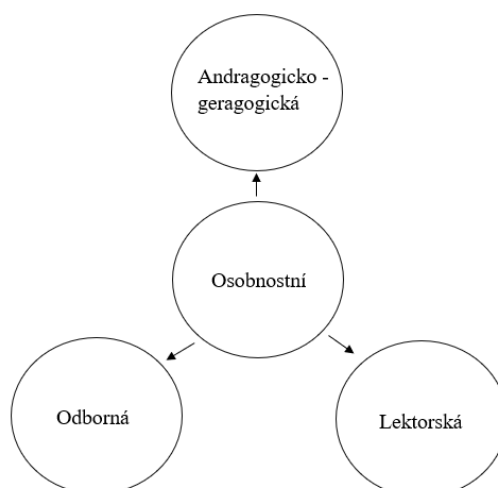 Andragogicko -
geragogická
Osobnostní
Odborná
Lektorská